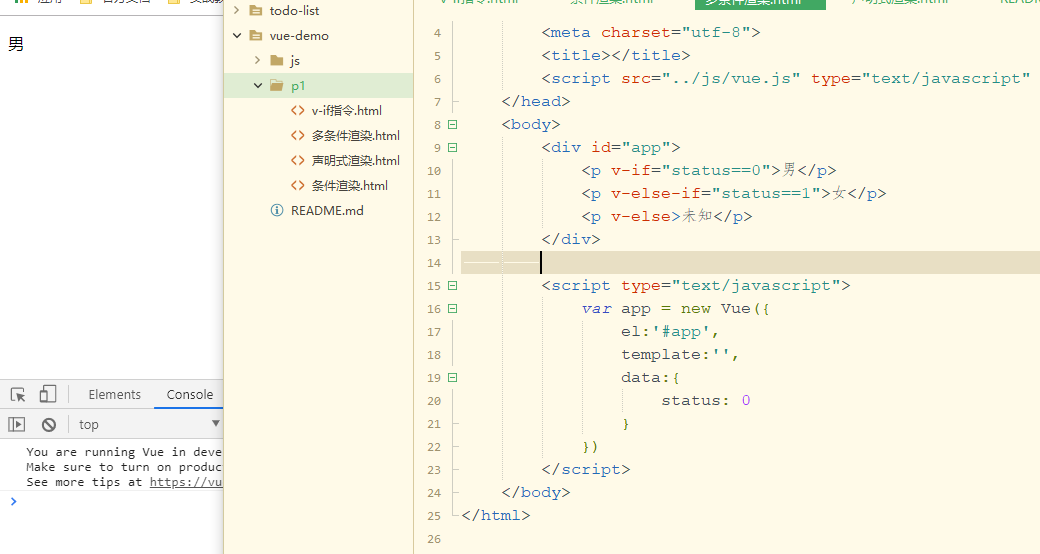 男
Elements Console
top
You are running Vue in deve
Make sure to turn on produc
See more tips at https://vu
todo-list
vue-demo
js
p1
v-if指令.html
多条件渲染.html
声明式渲染.html
条件渲染.html
README.md
4 <meta charset="utf-8">
5 <title></title>
6 <script src="../js/vue.js" type="text/javascript"
7 </head>
8 <body>
9 <div id="app">
10 <p v-if="status==0">男</p>
11 <p v-else-if="status==1">女</p>
12 <p v-else>未知</p>
13 </div>
14
15 <script type="text/javascript">
16 var app = new Vue({
17 el:'#app',
18 template:'',
19 data:{
20 status: 0
21 }
22 })
23 </script>
24 </body>
25 </html>
26